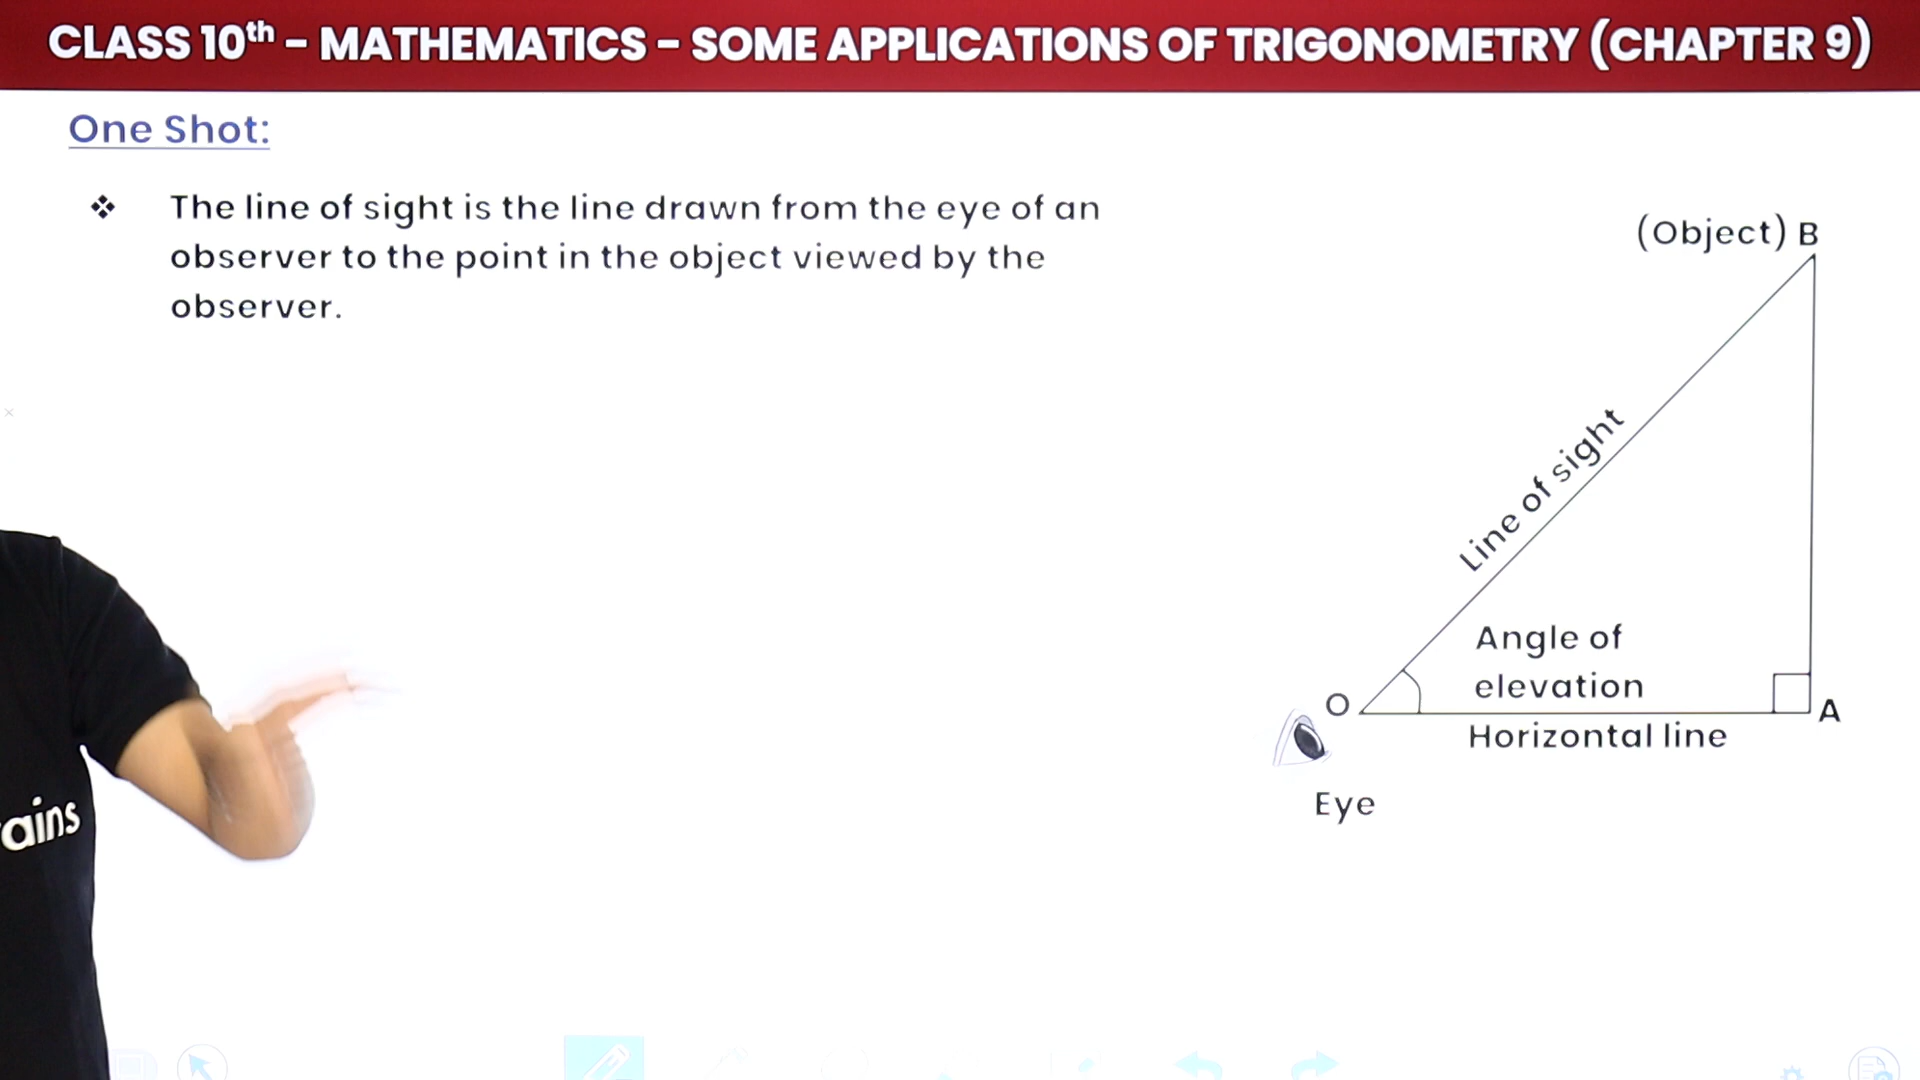 CLASS 10th – MATHEMATICS – SOME APPLICATIONS OF TRIGONOMETRY (CHAPTER 9)
One Shot:
❖ The line of sight is the line drawn from the eye of an
observer to the point in the object viewed by the
observer.
(Object) B
Line of sight
Angle of
elevation
O
A
Horizontal line
Eye
ains